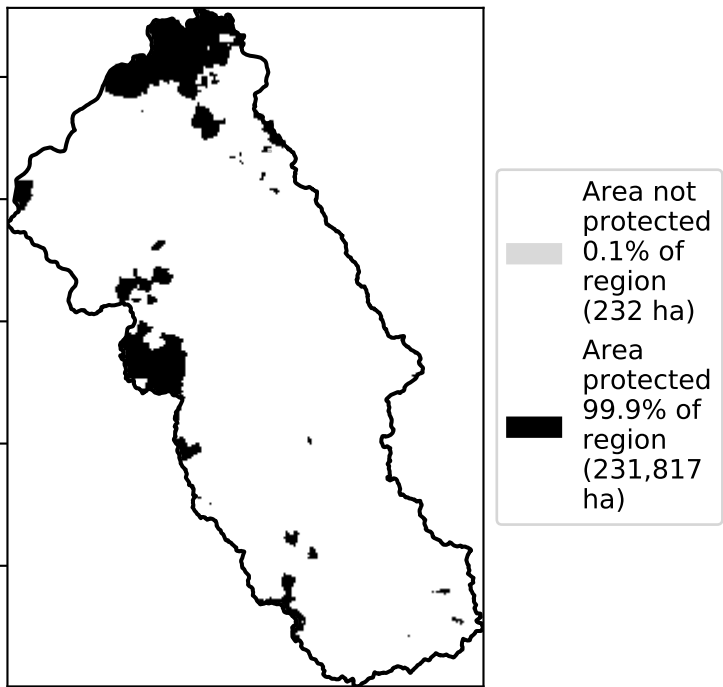 Area not
protected
0.1% of
region
(232 ha)
Area
protected
99.9% of
region
(231,817
ha)